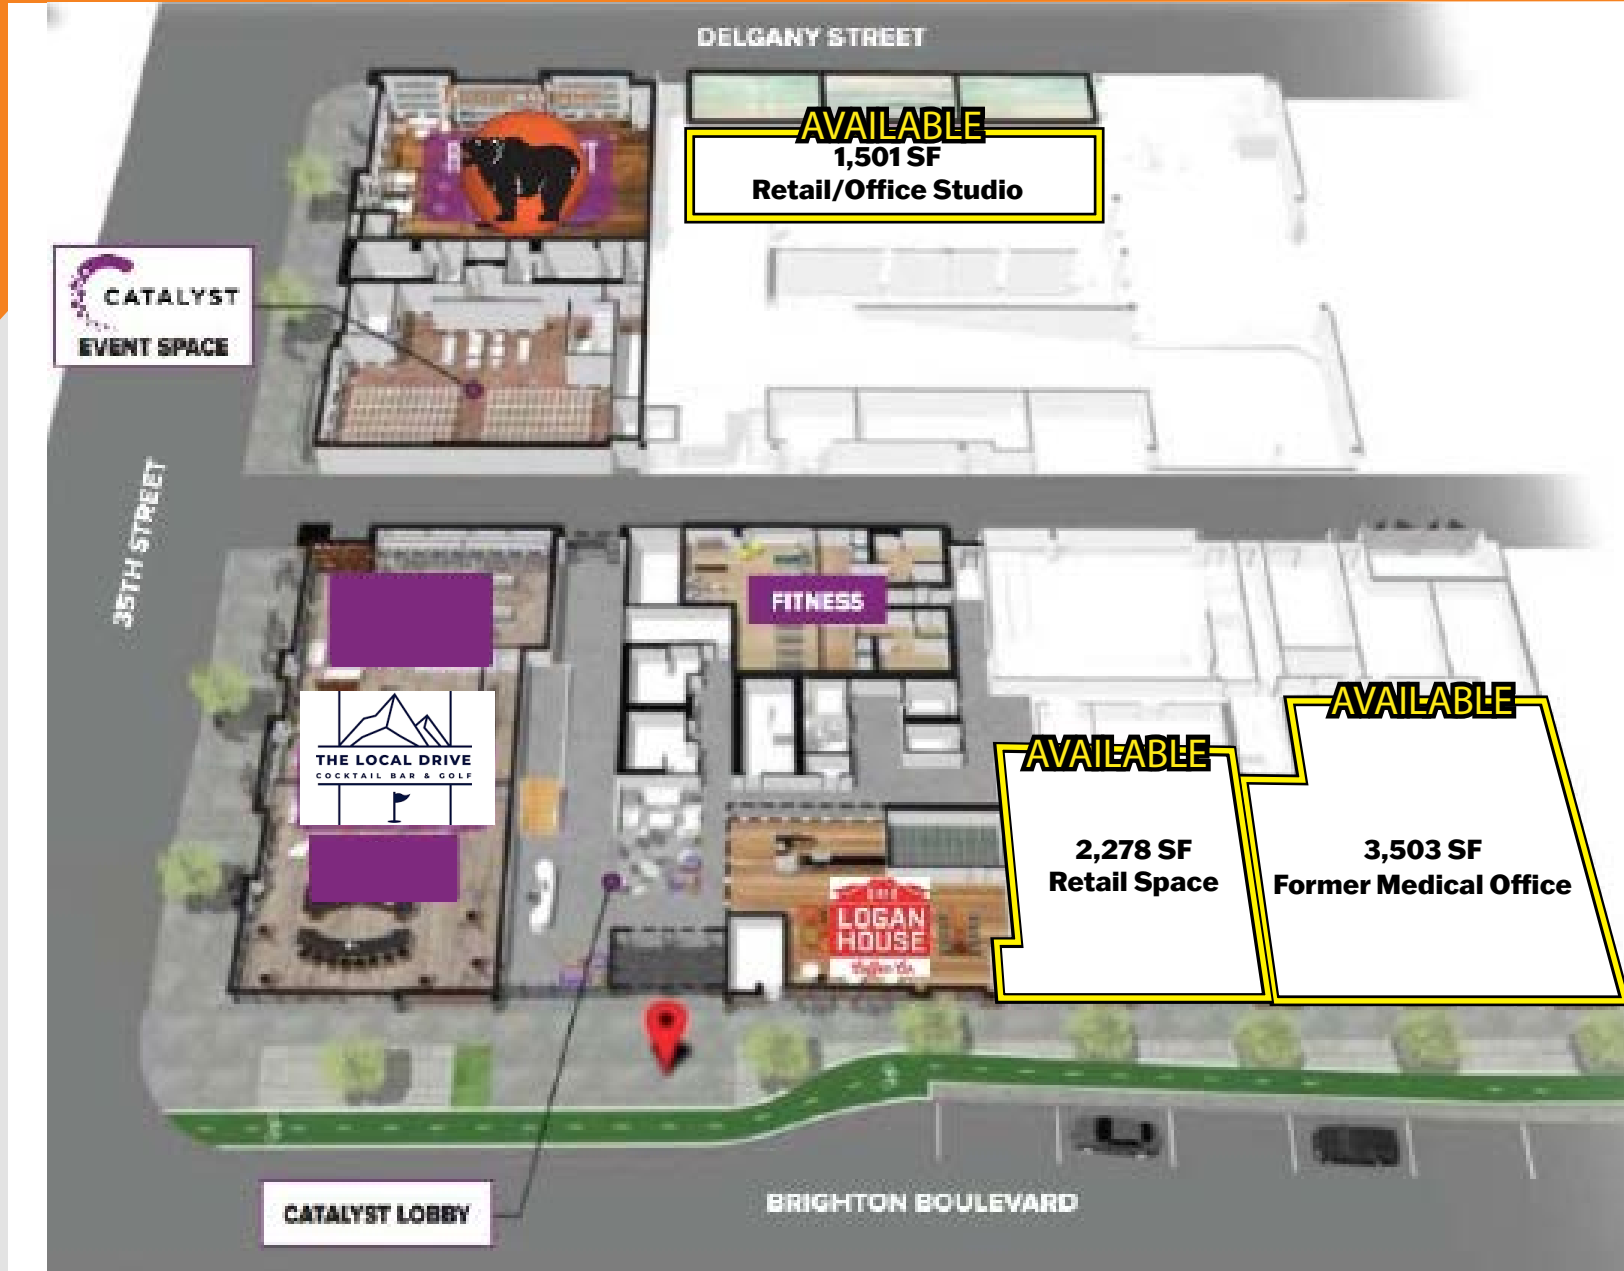 DELGANY STREET
AVAILABLE
1,501 SF
Retail/Office Studio
CATALYST
EVENT SPACE
35TH STREET
FITNESS
THE LOCAL DRIVE
COCKTAIL BAR & GOLF
AVAILABLE
2,278 SF
Retail Space
AVAILABLE
3,503 SF
Former Medical Office
LOGAN
HOUSE
Coffee Co.
CATALYST LOBBY
BRIGHTON BOULEVARD